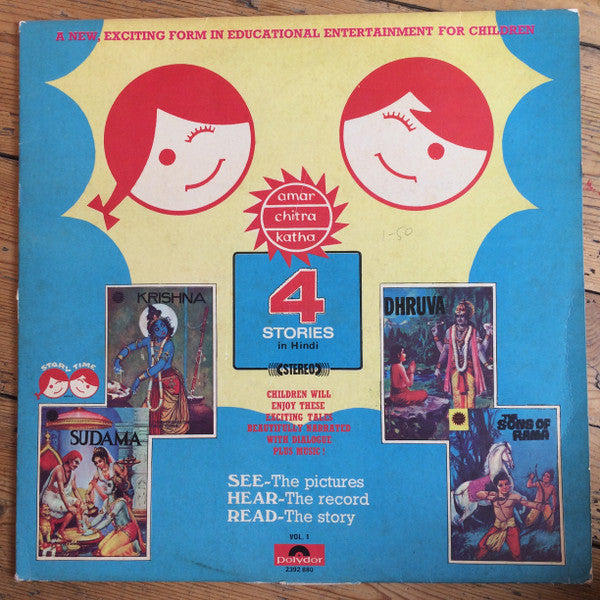 A NEW, EXCITING FORM IN EDUCATIONAL ENTERTAINMENT FOR CHILDREN
amar
chitra
katha
1-50
4
STORIES
in Hindi
STEREO
KRISHNA
DHRUVA
STORY TIME
SUDAMA
THE
SONS OF
RAMA
CHILDREN WILL
ENJOY THESE
EXCITING TALES
BEAUTIFULLY NARRATED
WITH DIALOGUE
PLUS MUSIC!
SEE-The pictures
HEAR-The record
READ-The story
VOL. 1
polydor
2392 880